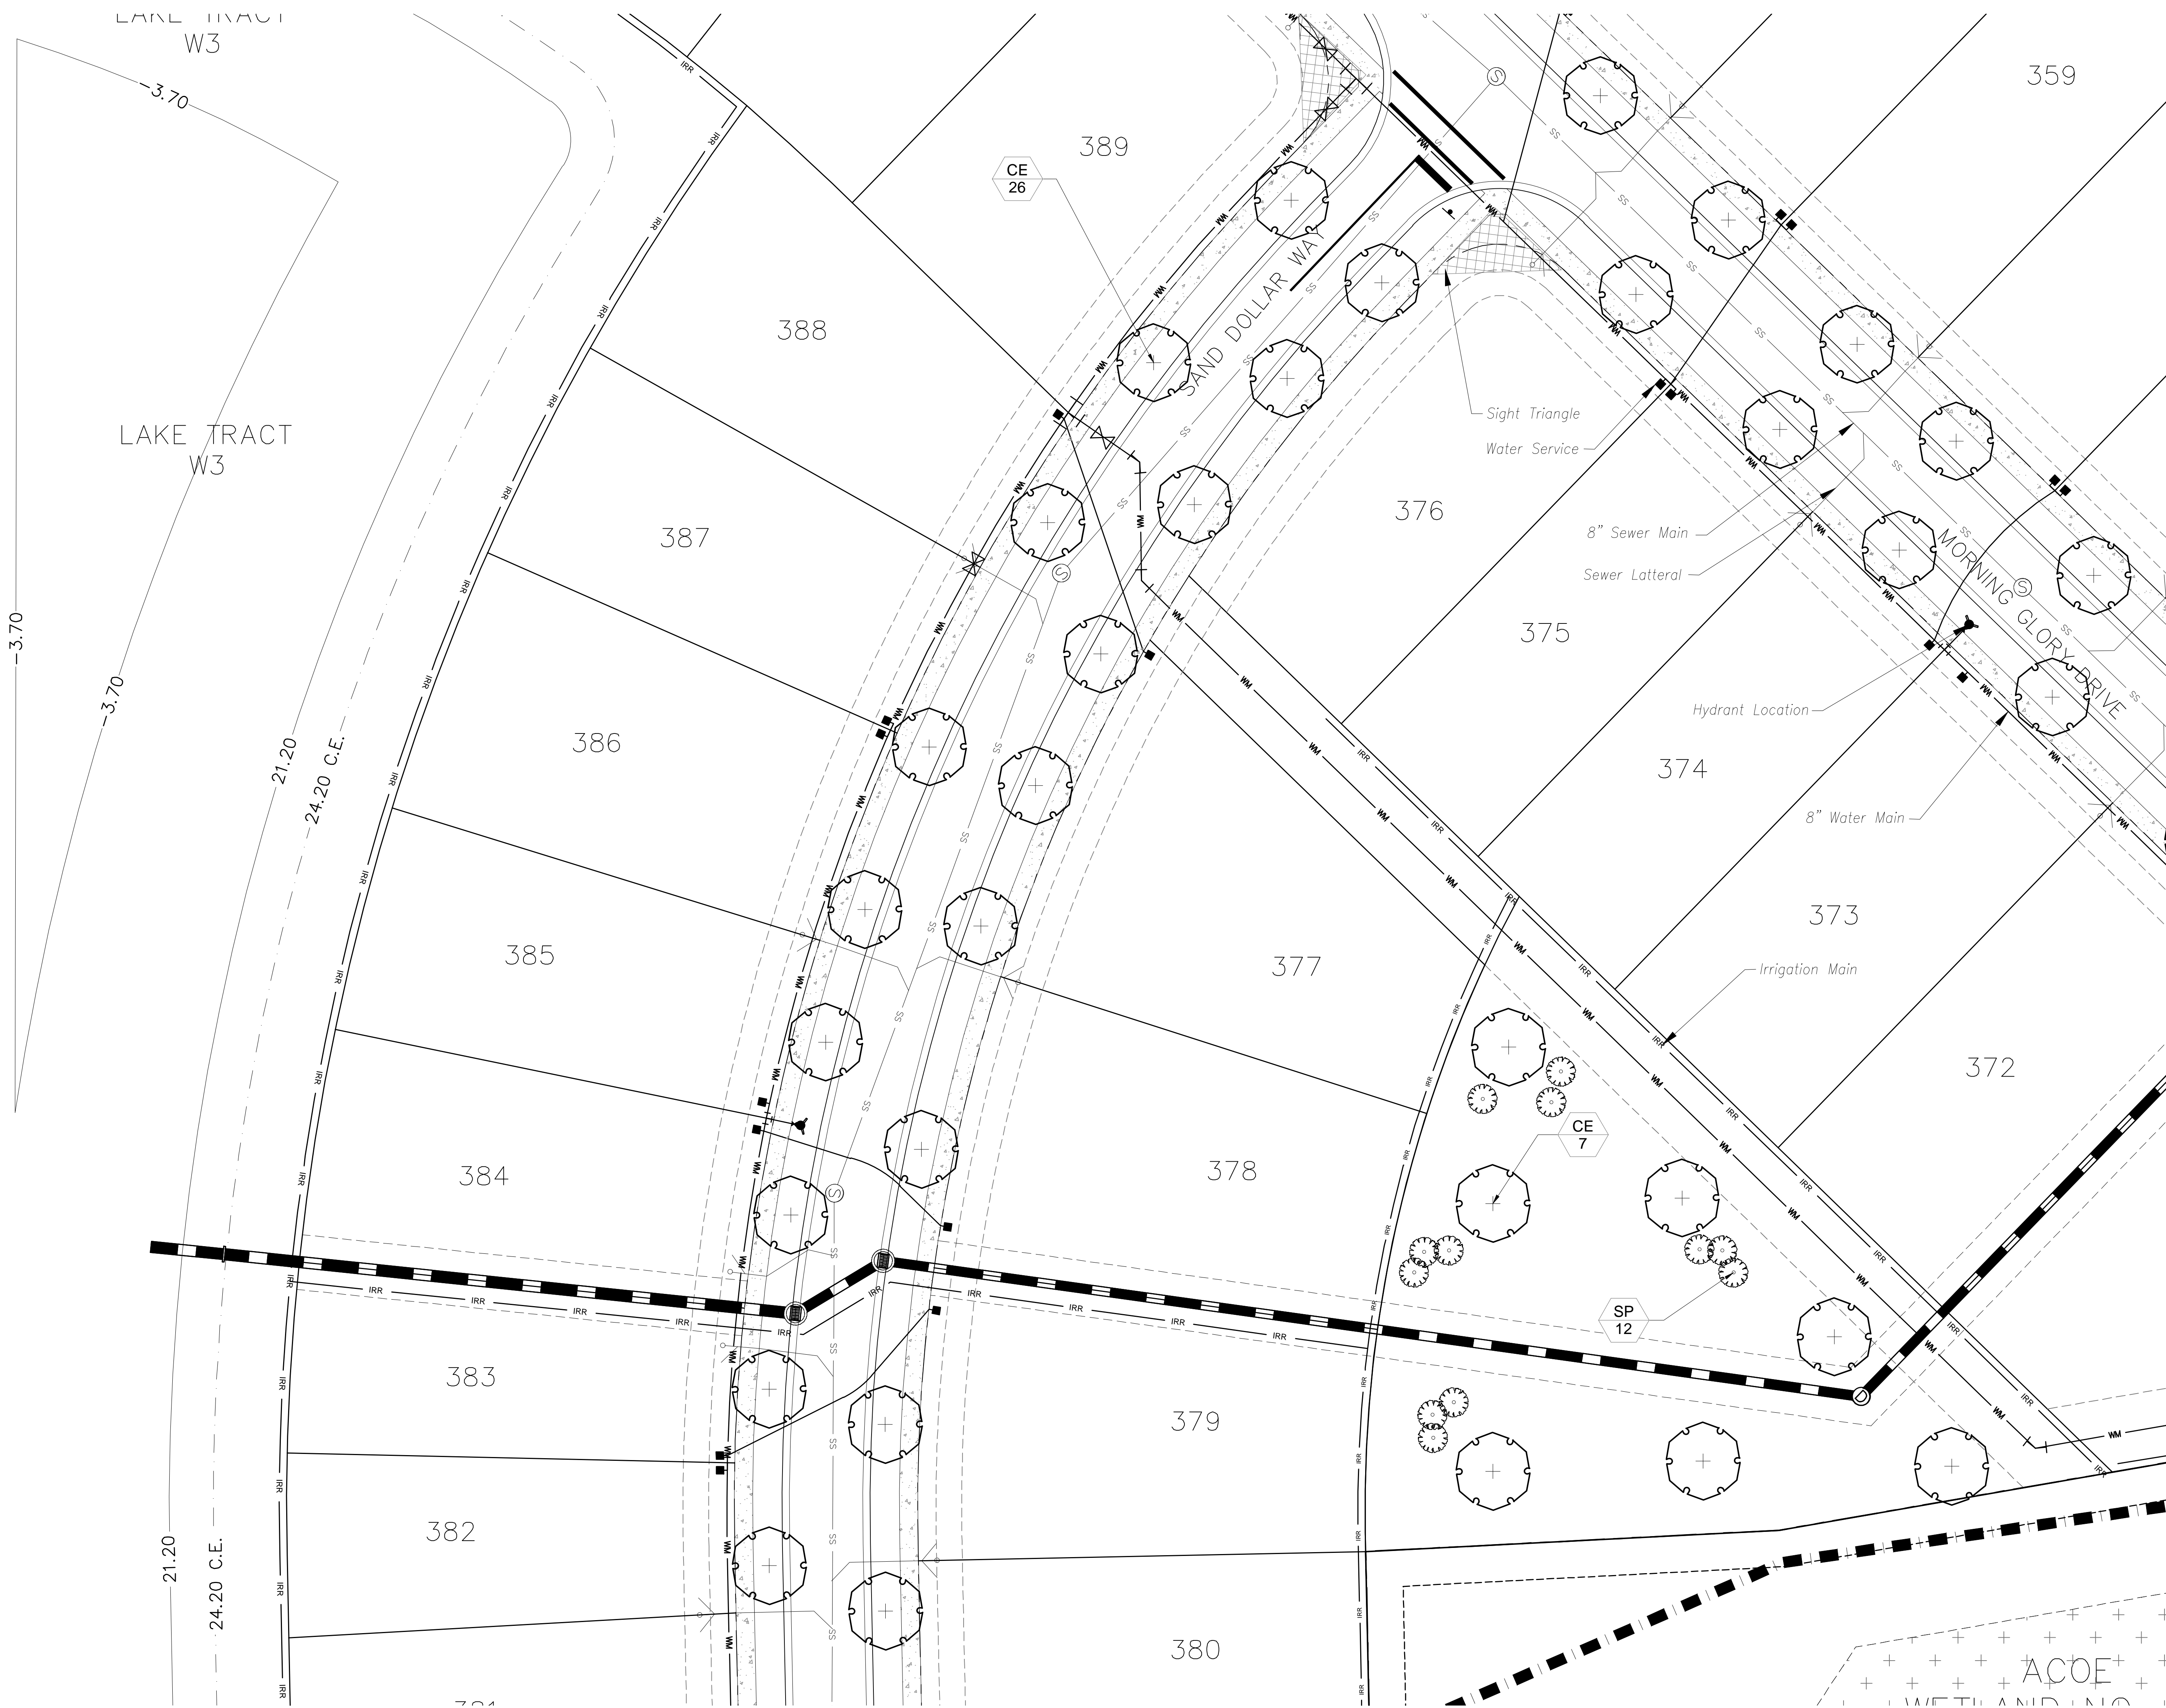 W3
3.70
359
389
CE
26
SAND DOLLAR WAY
388
LAKE TRACT
W3
Sight Triangle
Water Service
376
387
8" Sewer Main
Sewer Latteral
MORNING GLORY DRIVE
3.70
3.70
375
386
Hydrant Location
374
21.20
24.20 C.E.
8" Water Main
373
385
377
Irrigation Main
372
CE
7
384
378
SP
12
383
379
382
21.20
24.20 C.E.
380
ACOE
IRR
WM
SS
S
D